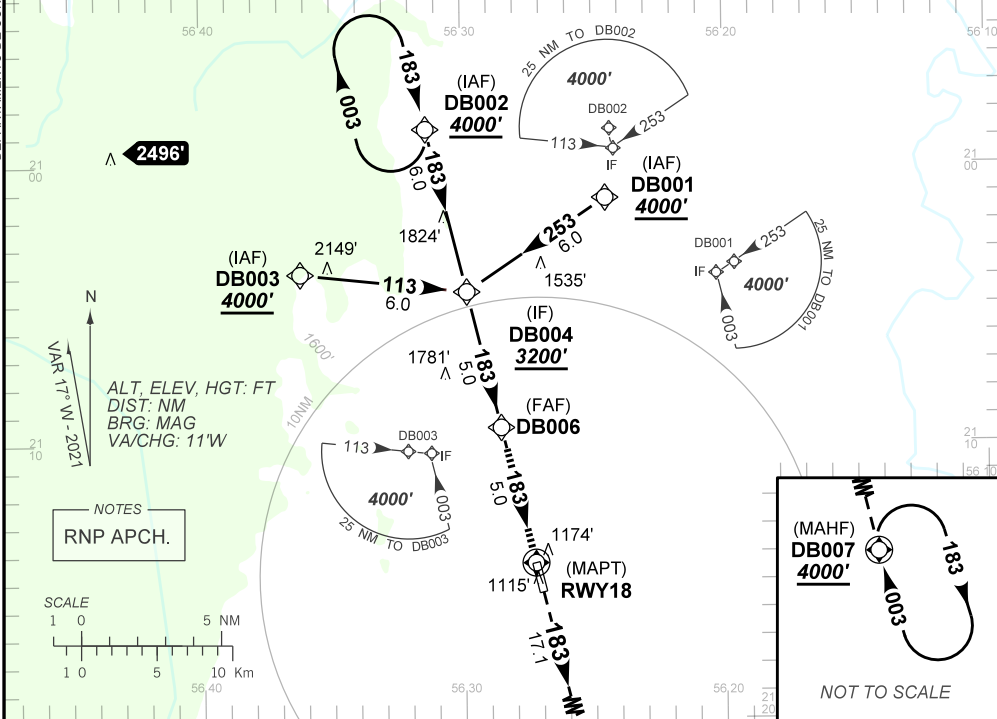 56 40
56 30
56 20
56 10
25 NM TO DB002
4000'
DB002
113
253
IF
183
003
(IAF)
DB002
4000'
2496'
21
00
21
00
183
6.0
1824'
(IAF)
DB001
4000'
253
6.0
1535'
(IAF)
DB003
4000'
2149'
113
6.0
DB001
253
IF
4000'
003
25 NM TO DB001
(IF)
DB004
3200'
N
VAR 17° W - 2021
ALT, ELEV, HGT: FT
DIST: NM
BRG: MAG
VA/CHG: 11'W
1600'
10NM
1781'
183
5.0
(FAF)
DB006
21
10
21
10
56 10
113
DB003
IF
4000'
003
25 NM TO DB003
183
5.0
NOTES
RNP APCH.
1174'
1115'
(MAPT)
RWY18
183
17.1
(MAHF)
DB007
4000'
183
003
NOT TO SCALE
SCALE
1 0 5 NM
1 0 5 10 Km
56 40
56 30
56 20
21
20